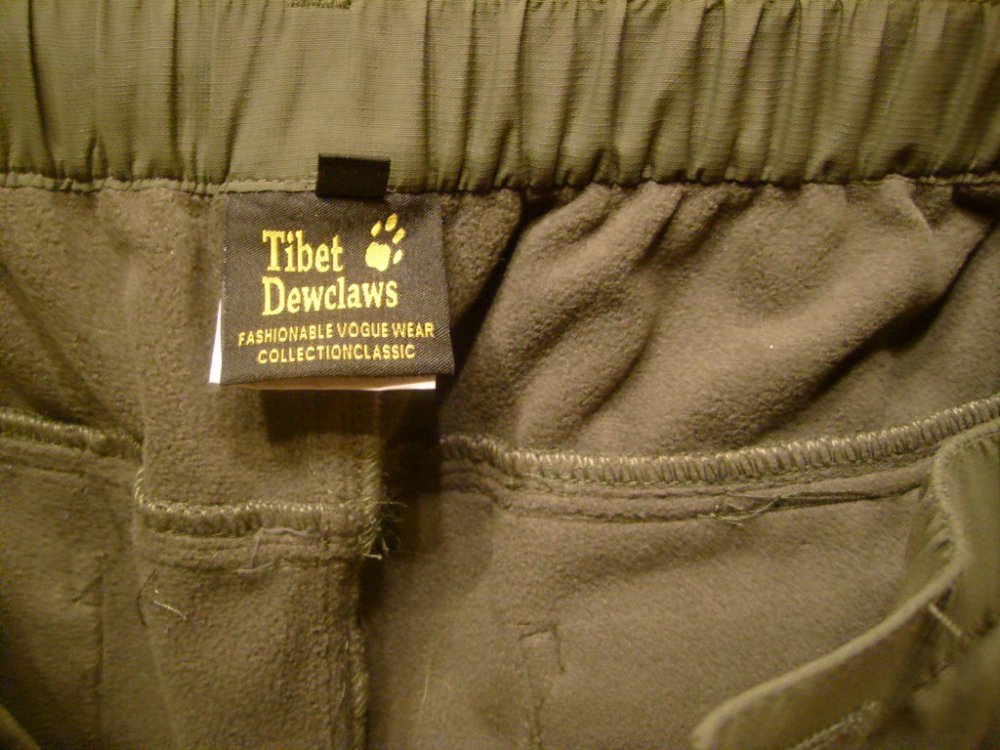 Tibet
Dewclaws
FASHIONABLE VOGUE WEAR
COLLECTIONCLASSIC